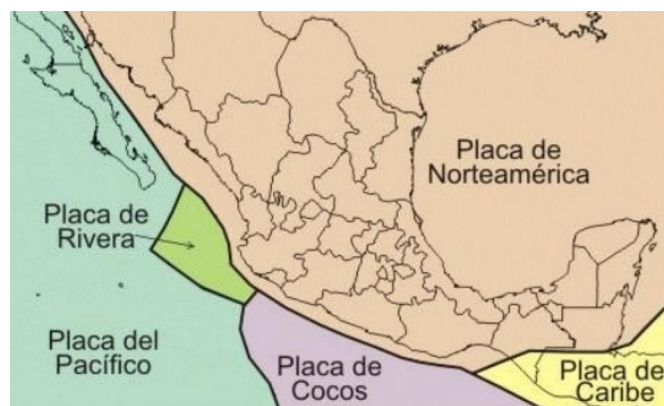 Placa de
Norteamérica
Placa de
Rivera
Placa del
Pacífico
Placa de
Cocos
Placa de
Caribe